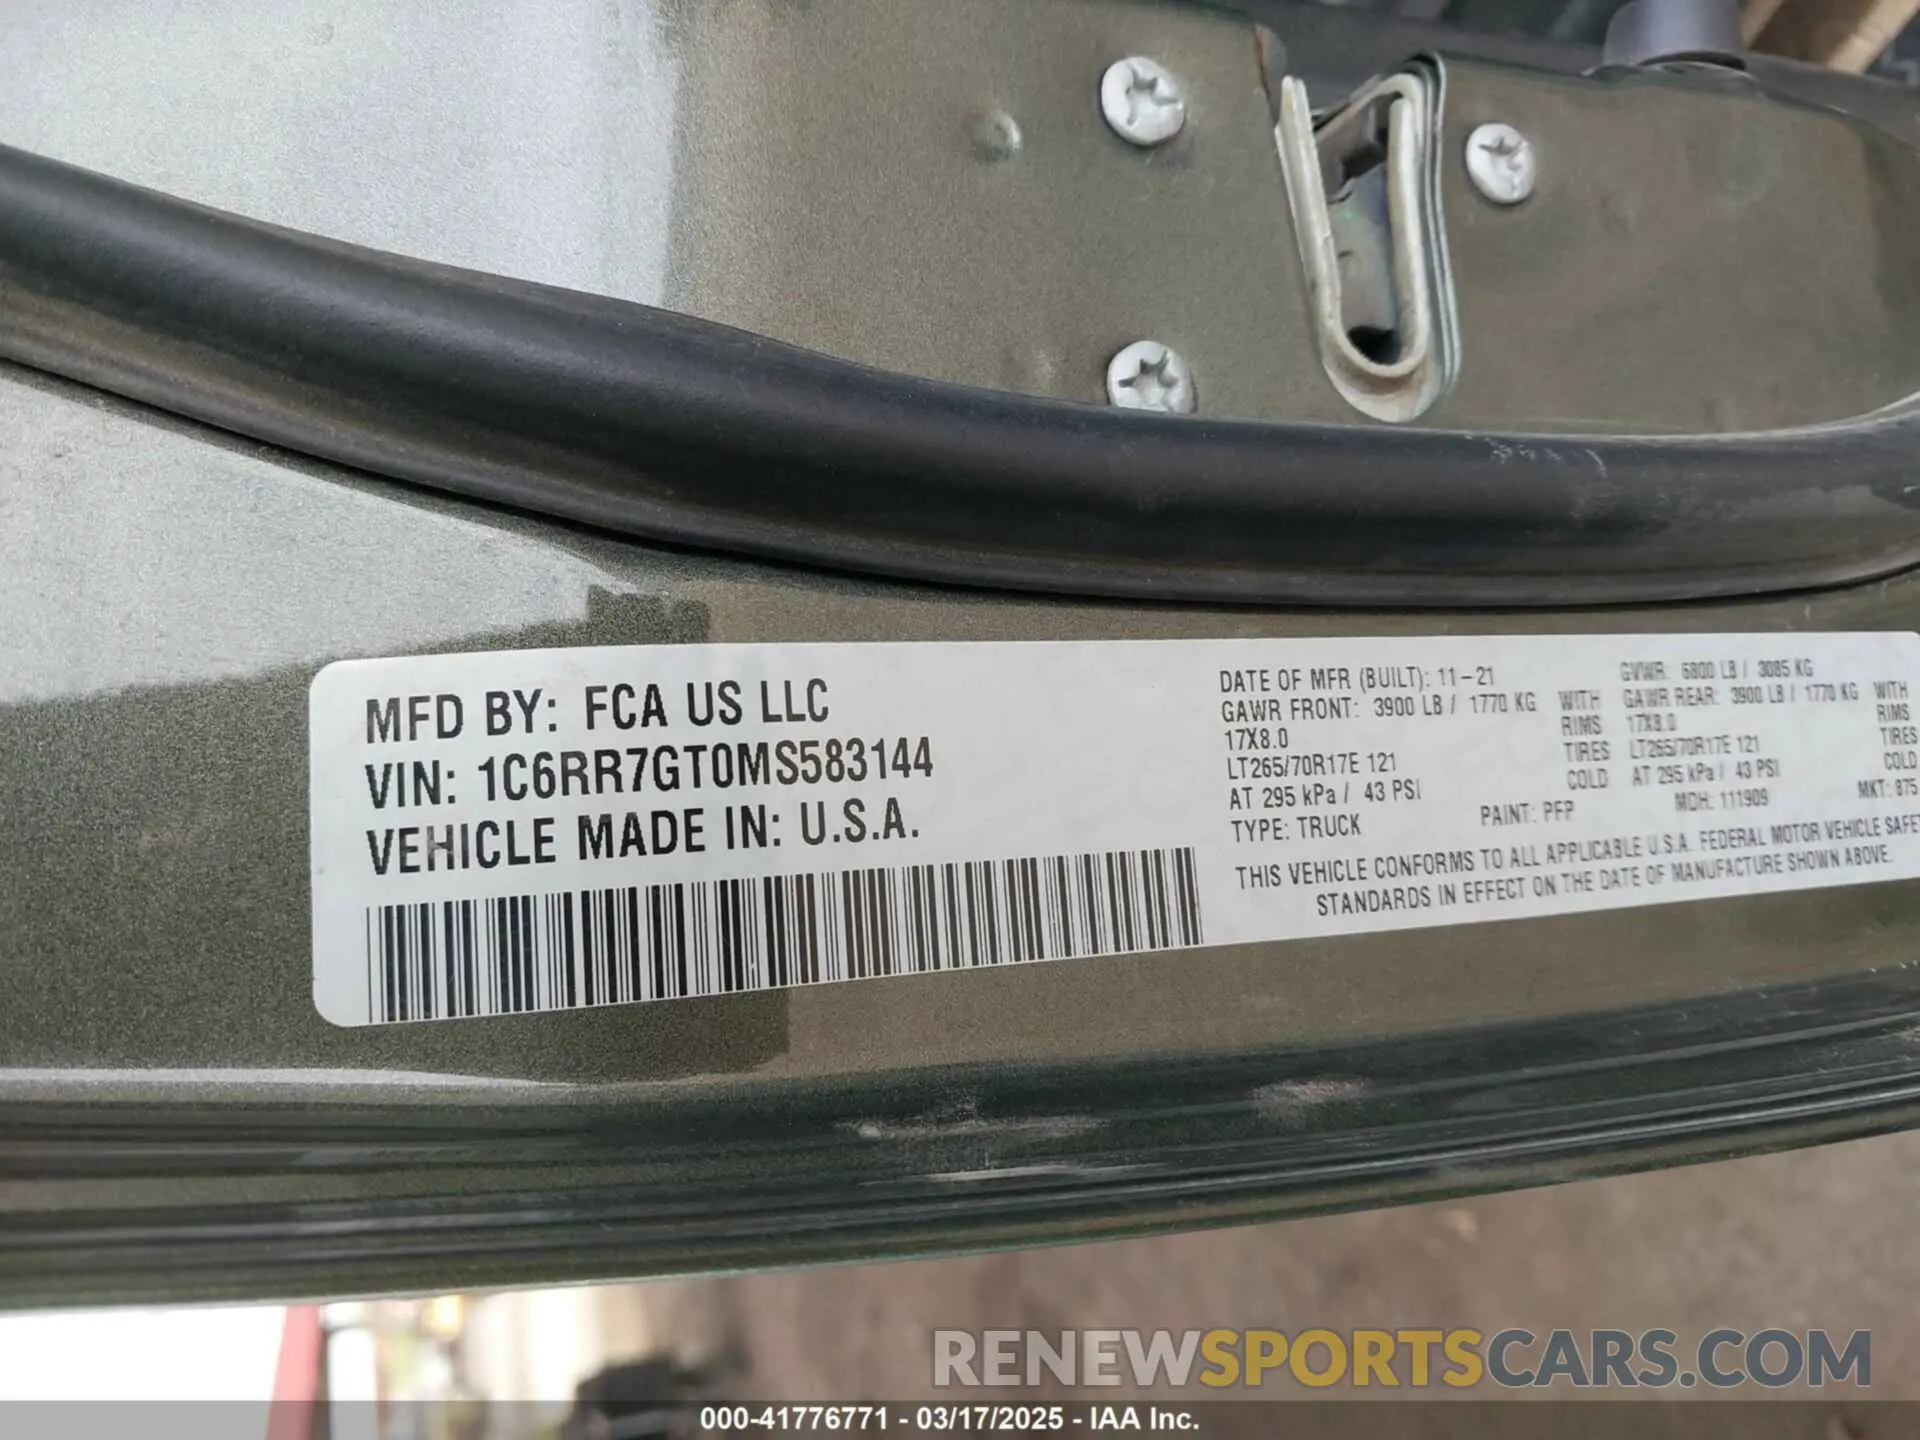 MFD BY: FCA US LLC
VIN: 1C6RR7GT0MS583144
VEHICLE MADE IN: U.S.A.
DATE OF MFR (BUILT): 11-21 GVWR: 6800 LB / 3085 KG
GAWR FRONT: 3900 LB / 1770 KG WITH GAWR REAR: 3900 LB / 1770 KG WITH
17X8.0 RIMS 17X8.0 RIMS
LT265/70R17E 121 TIRES LT265/70R17E 121 TIRES
AT 295 kPa / 43 PSI COLD AT 295 kPa / 43 PSI COLD
TYPE: TRUCK PAINT: PFP MDH: 111909 MKT: 875
THIS VEHICLE CONFORMS TO ALL APPLICABLE U.S.A. FEDERAL MOTOR VEHICLE SAFE
STANDARDS IN EFFECT ON THE DATE OF MANUFACTURE SHOWN ABOVE.
RENEWSPORTSCARS.COM
000-41776771 - 03/17/2025 - IAA Inc.